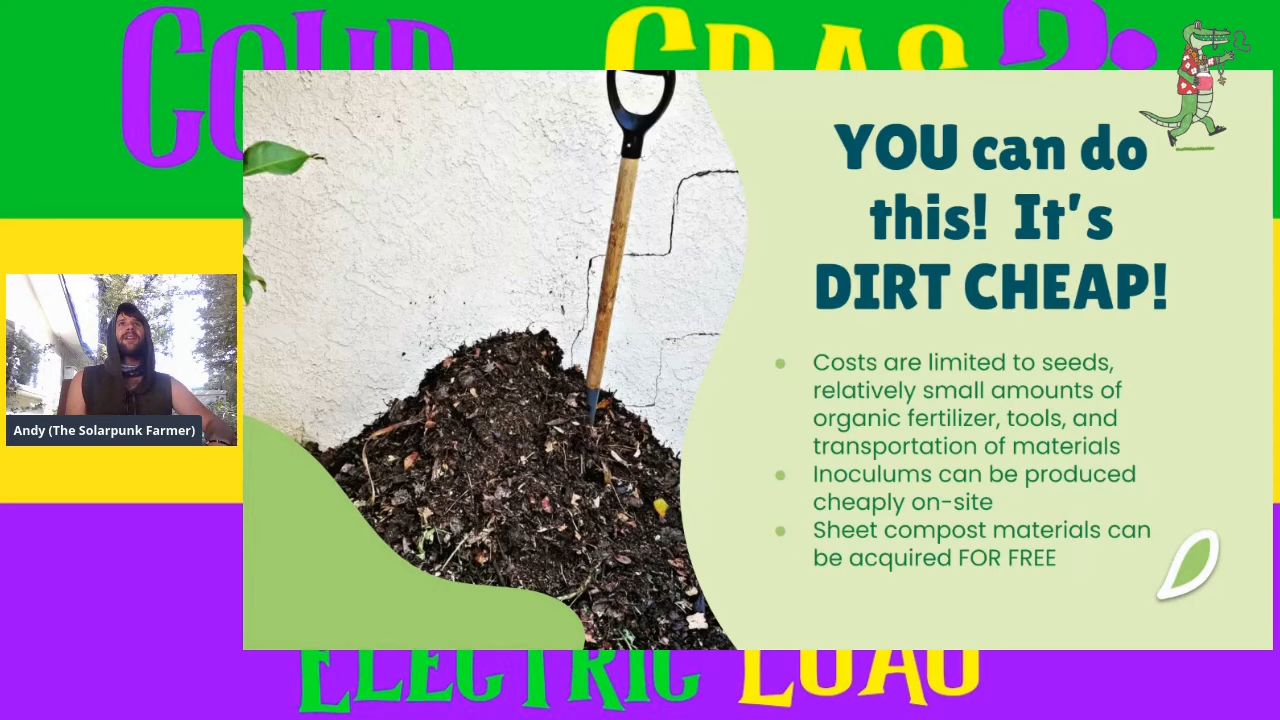 YOU can do
this! It's
DIRT CHEAP!
Costs are limited to seeds,
relatively small amounts of
organic fertilizer, tools, and
transportation of materials
Inoculums can be produced
cheaply on-site
Sheet compost materials can
be acquired FOR FREE
Andy (The Solarpunk Farmer)
ELECTRIC LUAU